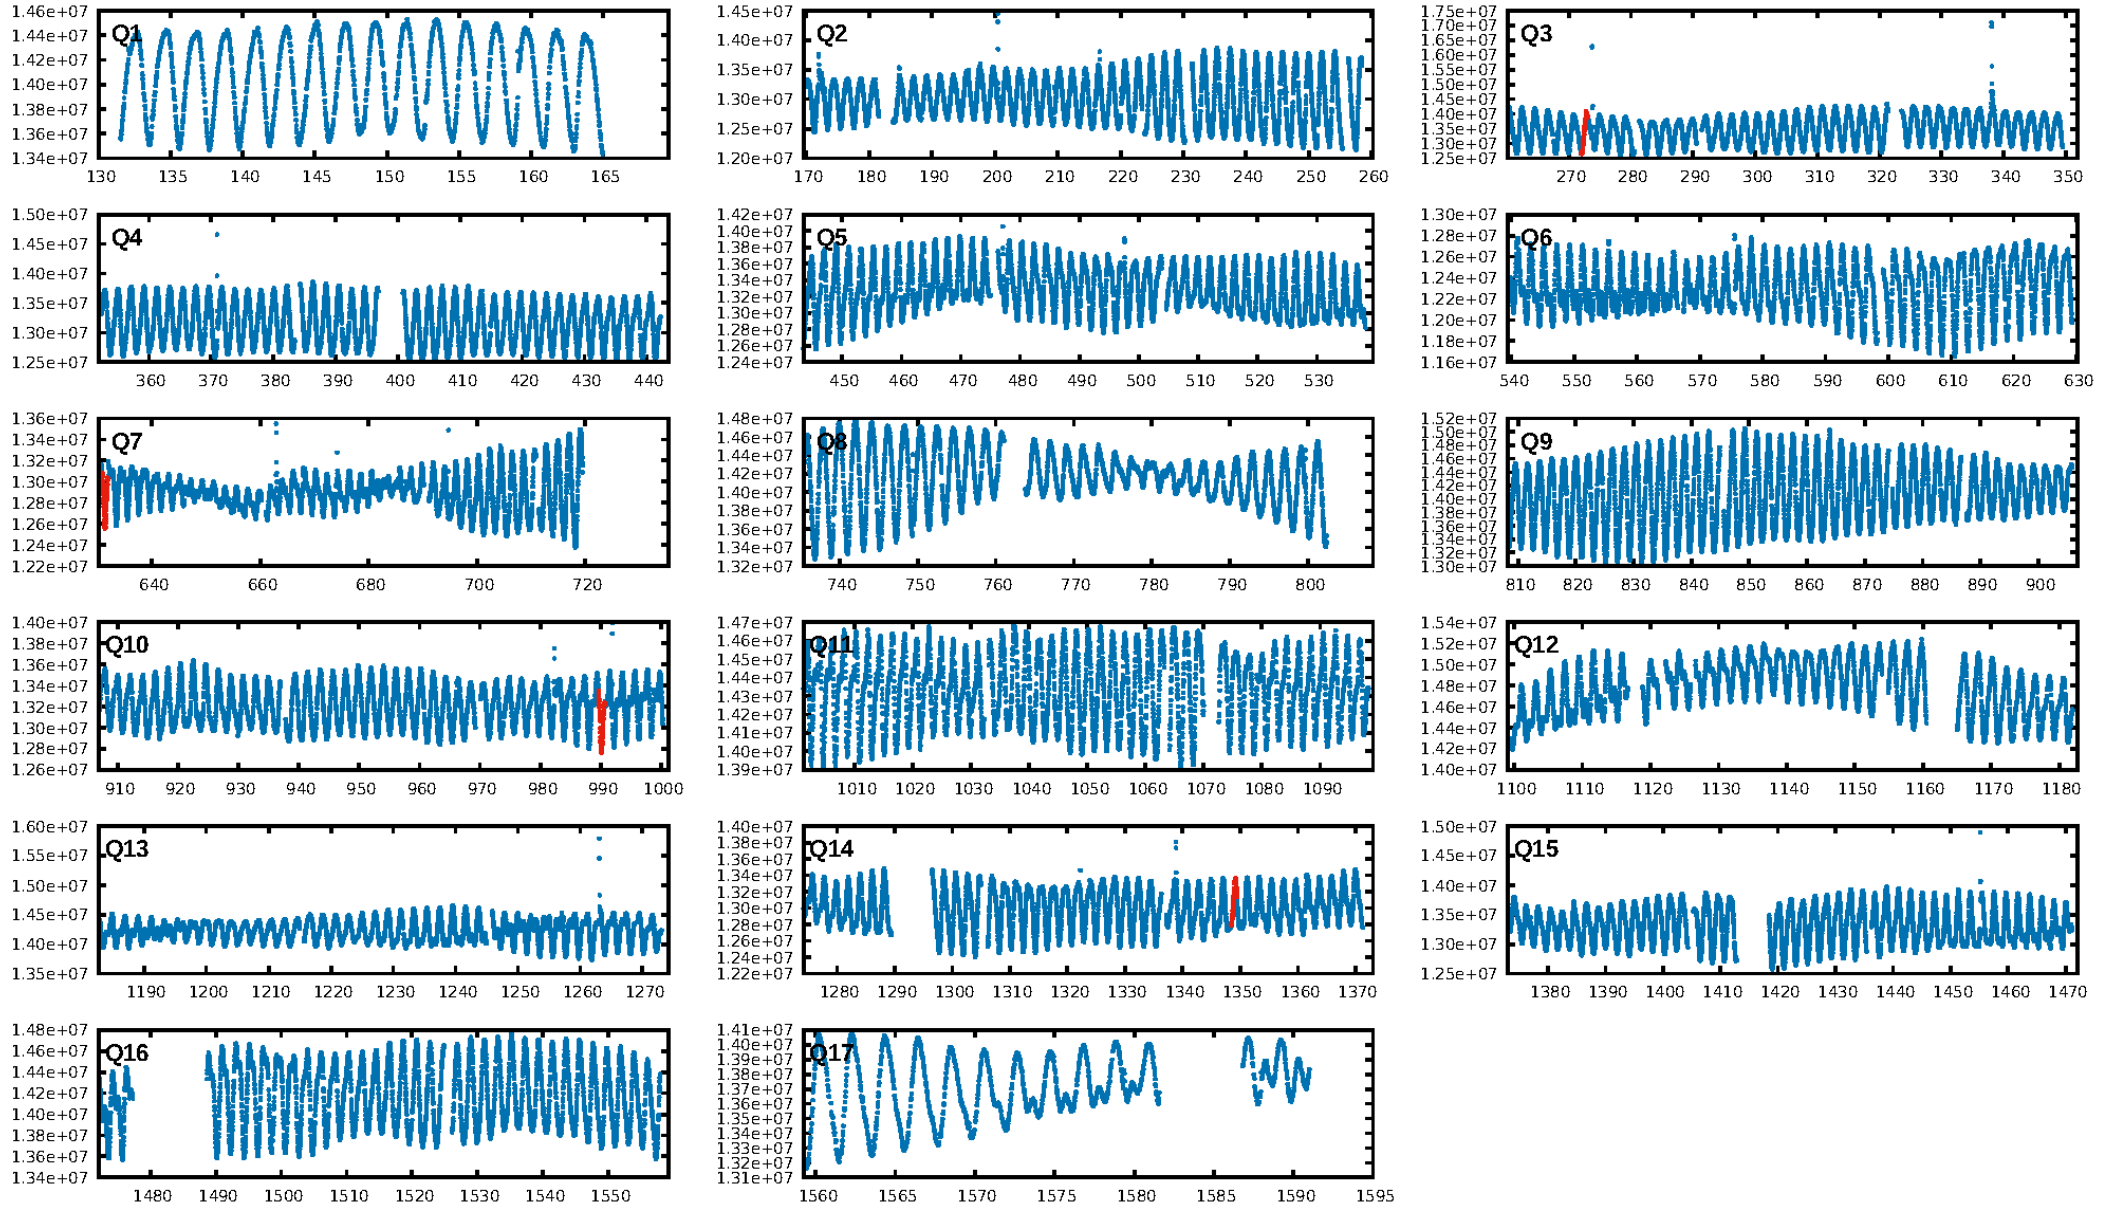 1.46e+07
1.44e+07
1.42e+07
1.40e+07
1.38e+07
1.36e+07
1.34e+07
Q1
130 135 140 145 150 155 160 165
1.45e+07
1.40e+07
1.35e+07
1.30e+07
1.25e+07
1.20e+07
Q2
170 180 190 200 210 220 230 240 250 260
1.75e+07
1.70e+07
1.65e+07
1.60e+07
1.55e+07
1.50e+07
1.45e+07
1.40e+07
1.35e+07
1.30e+07
1.25e+07
Q3
270 280 290 300 310 320 330 340 350
1.50e+07
1.45e+07
1.40e+07
1.35e+07
1.30e+07
1.25e+07
Q4
360 370 380 390 400 410 420 430 440
1.42e+07
1.40e+07
1.38e+07
1.36e+07
1.34e+07
1.32e+07
1.30e+07
1.28e+07
1.26e+07
1.24e+07
Q5
450 460 470 480 490 500 510 520 530
1.30e+07
1.28e+07
1.26e+07
1.24e+07
1.22e+07
1.20e+07
1.18e+07
1.16e+07
Q6
540 550 560 570 580 590 600 610 620 630
1.36e+07
1.34e+07
1.32e+07
1.30e+07
1.28e+07
1.26e+07
1.24e+07
1.22e+07
Q7
640 660 680 700 720
1.48e+07
1.46e+07
1.44e+07
1.42e+07
1.40e+07
1.38e+07
1.36e+07
1.34e+07
1.32e+07
Q8
740 750 760 770 780 790 800
1.52e+07
1.50e+07
1.48e+07
1.46e+07
1.44e+07
1.42e+07
1.40e+07
1.38e+07
1.36e+07
1.34e+07
1.32e+07
1.30e+07
Q9
810 820 830 840 850 860 870 880 890 900
1.40e+07
1.38e+07
1.36e+07
1.34e+07
1.32e+07
1.30e+07
1.28e+07
1.26e+07
Q10
910 920 930 940 950 960 970 980 990 1000
1.47e+07
1.46e+07
1.45e+07
1.44e+07
1.43e+07
1.42e+07
1.41e+07
1.40e+07
1.39e+07
Q11
1010 1020 1030 1040 1050 1060 1070 1080 1090
1.54e+07
1.52e+07
1.50e+07
1.48e+07
1.46e+07
1.44e+07
1.42e+07
1.40e+07
Q12
1100 1110 1120 1130 1140 1150 1160 1170 1180
1.60e+07
1.55e+07
1.50e+07
1.45e+07
1.40e+07
1.35e+07
Q13
1190 1200 1210 1220 1230 1240 1250 1260 1270
1.40e+07
1.38e+07
1.36e+07
1.34e+07
1.32e+07
1.30e+07
1.28e+07
1.26e+07
1.24e+07
1.22e+07
Q14
1280 1290 1300 1310 1320 1330 1340 1350 1360 1370
1.50e+07
1.45e+07
1.40e+07
1.35e+07
1.30e+07
1.25e+07
Q15
1380 1390 1400 1410 1420 1430 1440 1450 1460 1470
1.48e+07
1.46e+07
1.44e+07
1.42e+07
1.40e+07
1.38e+07
1.36e+07
1.34e+07
Q16
1480 1490 1500 1510 1520 1530 1540 1550
1.41e+07
1.40e+07
1.39e+07
1.38e+07
1.37e+07
1.36e+07
1.35e+07
1.34e+07
1.33e+07
1.32e+07
1.31e+07
Q17
1560 1565 1570 1575 1580 1585 1590 1595